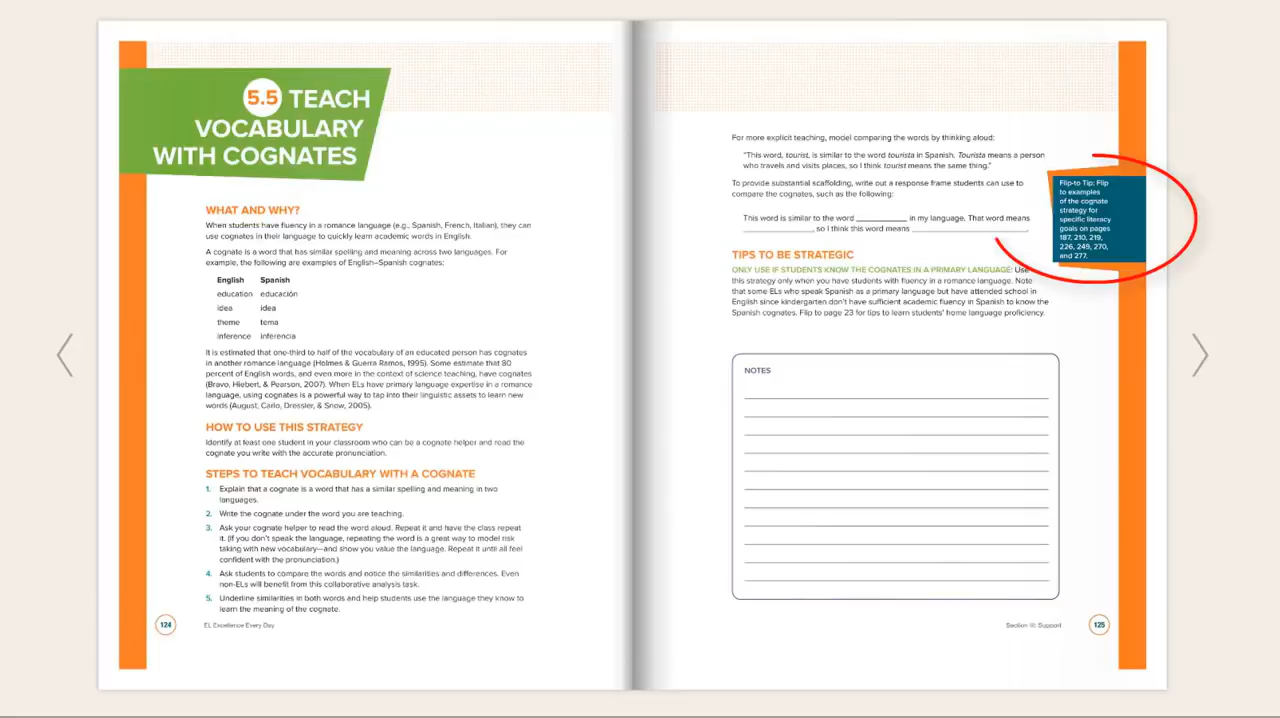 5.5 TEACH
VOCABULARY
WITH COGNATES
WHAT AND WHY?
When students have fluency in a romance language (e.g., Spanish, French, Italian), they can
use cognates in their language to quickly learn academic words in English.
A cognate is a word that has similar spelling and meaning across two languages. For
example, the following are examples of English–Spanish cognates:
English Spanish
education educación
idea idea
theme tema
inference inferencia
It is estimated that one-third to half of the vocabulary of an educated person has cognates
in another romance language (Holmes & Guerra Ramos, 1995). Some estimate that 80
percent of English words, and even more in the context of science teaching, have cognates
(Bravo, Hiebert, & Pearson, 2007). When ELs have primary language expertise in a romance
language, using cognates is a powerful way to tap into their linguistic assets to learn new
words (August, Carlo, Dressler, & Snow, 2005).
HOW TO USE THIS STRATEGY
Identify at least one student in your classroom who can be a cognate helper and read the
cognate you write with the accurate pronunciation.
STEPS TO TEACH VOCABULARY WITH A COGNATE
1. Explain that a cognate is a word that has a similar spelling and meaning in two
languages.
2. Write the cognate under the word you are teaching.
3. Ask your cognate helper to read the word aloud. Repeat it and have the class repeat
it. (If you don't speak the language, repeating the word is a great way to model risk
taking with new vocabulary—and show you value the language. Repeat it until all feel
confident with the pronunciation.)
4. Ask students to compare the words and notice the similarities and differences. Even
non-ELs will benefit from this collaborative analysis task.
5. Underline similarities in both words and help students use the language they know to
learn the meaning of the cognate.
124 EL Excellence Every Day
For more explicit teaching, model comparing the words by thinking aloud:
"This word, tourist, is similar to the word tourista in Spanish. Tourista means a person
who travels and visits places, so I think tourist means the same thing."
To provide substantial scaffolding, write out a response frame students can use to
compare the cognates, such as the following:
This word is similar to the word ____________ in my language. That word means
_________________, so I think this word means ____________________________.
TIPS TO BE STRATEGIC
ONLY USE IF STUDENTS KNOW THE COGNATES IN A PRIMARY LANGUAGE: Use
this strategy only when you have students with fluency in a romance language. Note
that some ELs who speak Spanish as a primary language but have attended school in
English since kindergarten don't have sufficient academic fluency in Spanish to know the
Spanish cognates. Flip to page 23 for tips to learn students' home language proficiency.
Flip-to Tip: Flip
to examples
of the cognate
strategy for
specific literacy
goals on pages
187, 210, 219,
226, 249, 270,
and 277.
NOTES
Section III: Support 125